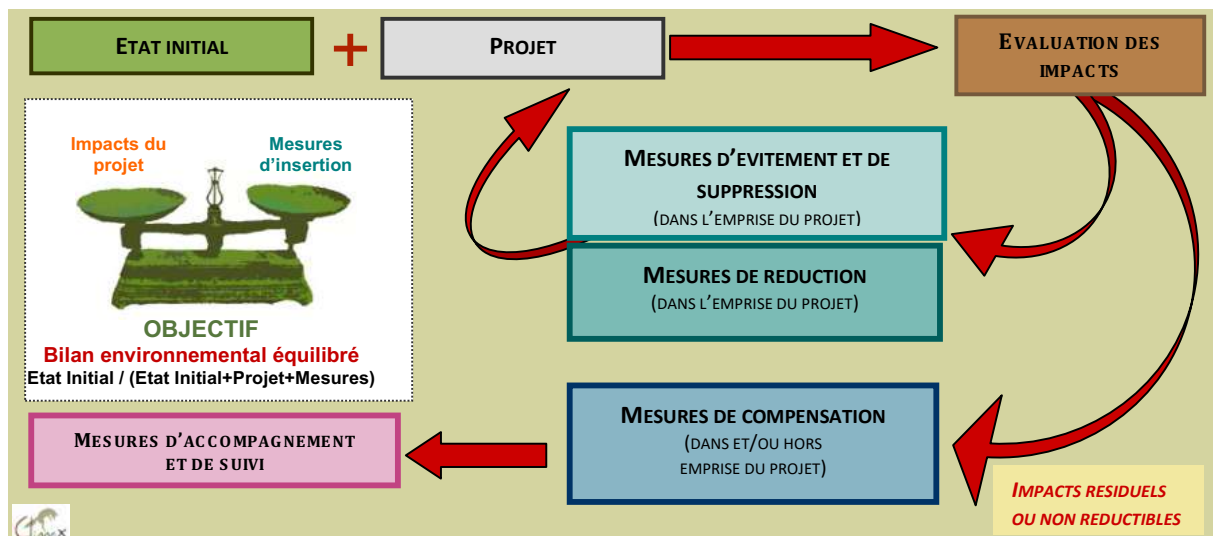 ETAT INITIAL
+
PROJET
EVALUATION DES
IMPACTS
Impacts du
projet
Mesures
d'insertion
OBJECTIF
Bilan environnemental équilibré
Etat Initial / (Etat Initial+Projet+Mesures)
MESURES D'EVITEMENT ET DE
SUPPRESSION
(DANS L'EMPRISE DU PROJET)
MESURES DE REDUCTION
(DANS L'EMPRISE DU PROJET)
MESURES DE COMPENSATION
(DANS ET/OU HORS
EMPRISE DU PROJET)
MESURES D'ACCOMPAGNEMENT
ET DE SUIVI
IMPACTS RESIDUELS
OU NON REDUCTIBLES